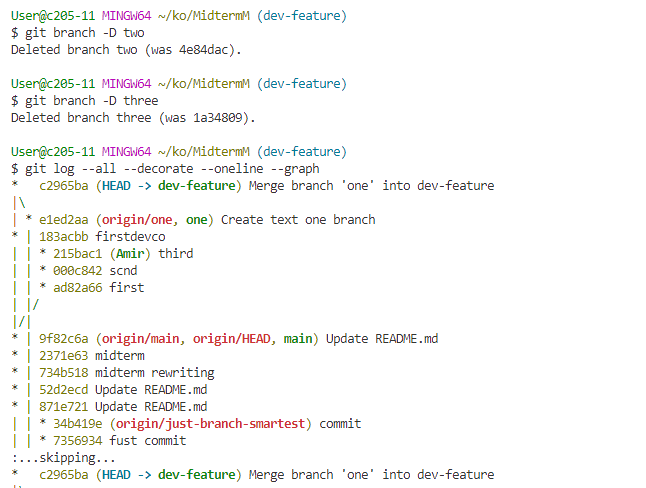 User@c205-11 MINGW64 ~/ko/MidtermM (dev-feature)
$ git branch -D two
Deleted branch two (was 4e84dac).

User@c205-11 MINGW64 ~/ko/MidtermM (dev-feature)
$ git branch -D three
Deleted branch three (was 1a34809).

User@c205-11 MINGW64 ~/ko/MidtermM (dev-feature)
$ git log --all --decorate --oneline --graph
*   c2965ba (HEAD -> dev-feature) Merge branch 'one' into dev-feature
|\
| * e1ed2aa (origin/one, one) Create text one branch
* | 183acbb firstdevco
| | * 215bac1 (Amir) third
| | * 000c842 scnd
| | * ad82a66 first
| |/
|/|
* | 9f82c6a (origin/main, origin/HEAD, main) Update README.md
* | 2371e63 midterm
* | 734b518 midterm rewriting
* | 52d2ecd Update README.md
* | 871e721 Update README.md
| | * 34b419e (origin/just-branch-smartest) commit
| | * 7356934 fust commit
:...skipping...
*   c2965ba (HEAD -> dev-feature) Merge branch 'one' into dev-feature